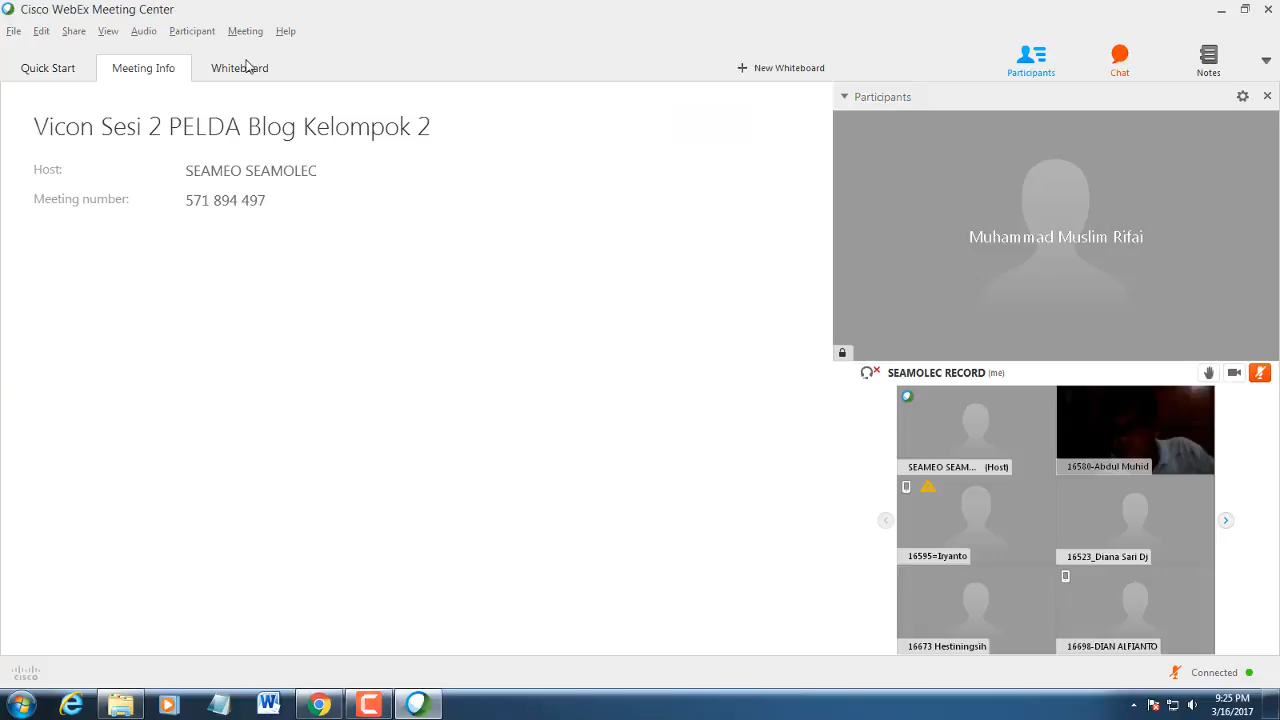 Cisco WebEx Meeting Center
File Edit Share View Audio Participant Meeting Help
Quick Start Meeting Info Whiteboard + New Whiteboard
Participants Chat Notes
Participants
Vicon Sesi 2 PELDA Blog Kelompok 2
Host: SEAMEO SEAMOLEC
Meeting number: 571 894 497
Muhammad Muslim Rifai
SEAMOLEC RECORD (me)
SEAMEO SEAM... (Host)
16580-Abdul Muhid
16595=Iryanto
16523_Diana Sari Dj
16673 Hestiningsih
16698-DIAN ALFIANTO
cisco
Connected
9:25 PM
3/16/2017